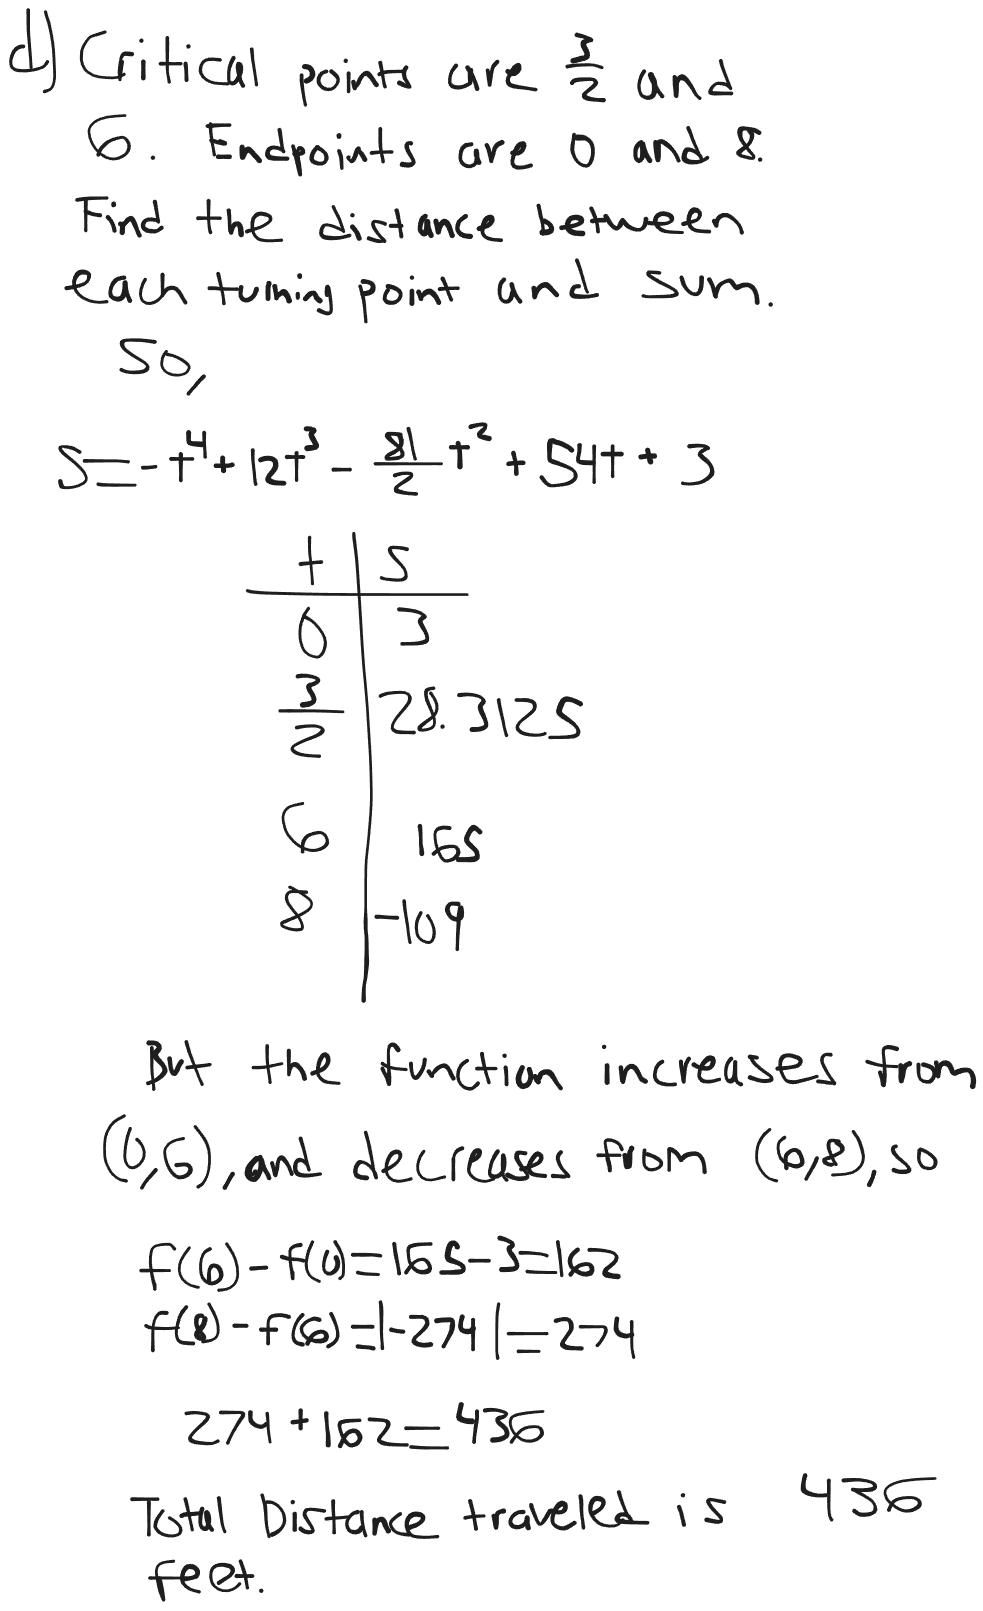 d) Critical points are 3/2 and
6. Endpoints are 0 and 8.
Find the distance between
each turning point and sum.
So,
S=-t⁴+12t³-81/2t²+54t+3
t | S
0 | 3
3/2 | 28.3125
6 | 165
8 | -109
But the function increases from
(0,6), and decreases from (6,8), so
f(6)-f(0)=165-3=162
f(8)-f(6)=|-274|=274
274+162=436
Total Distance traveled is 436
feet.